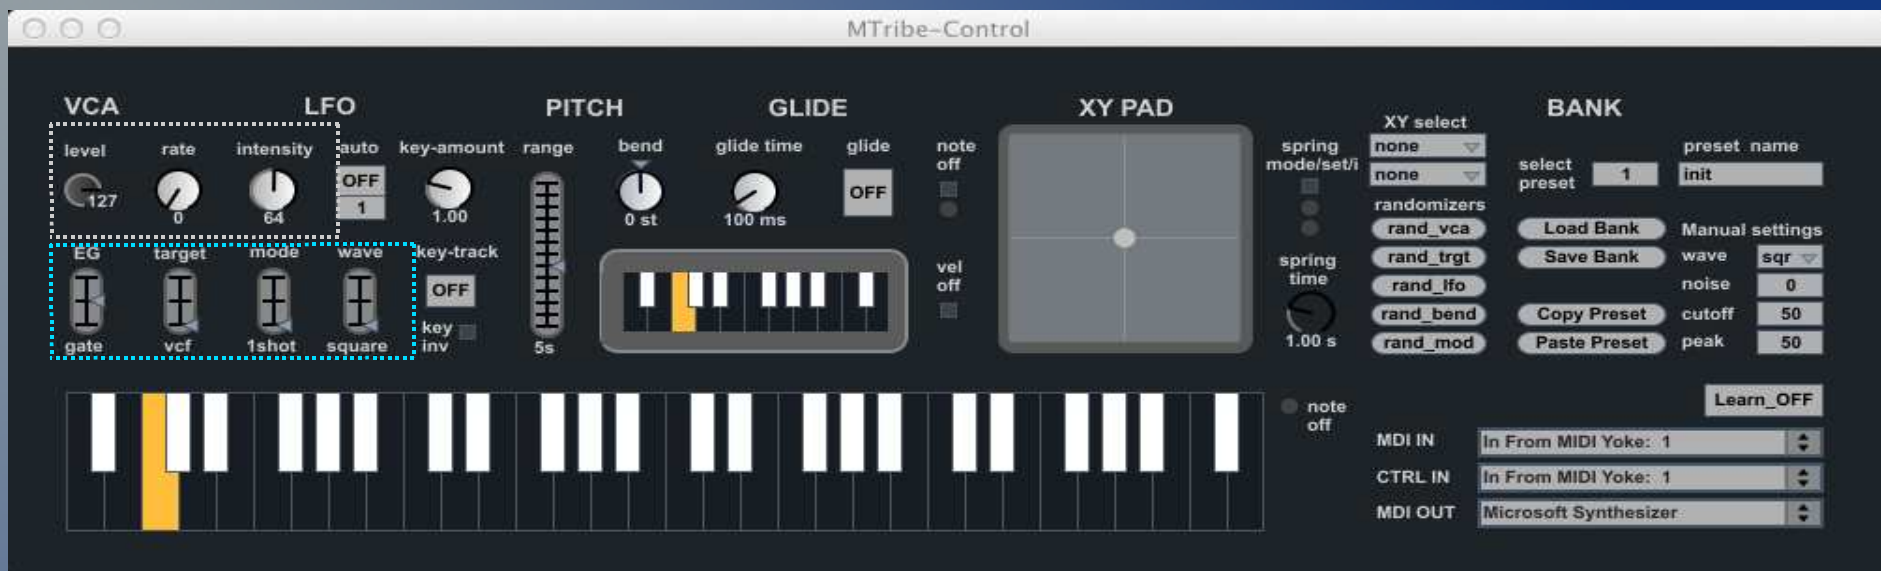 MTribe-Control
VCA
LFO
PITCH
GLIDE
XY PAD
BANK
level
rate
intensity
auto
key-amount
range
bend
glide time
glide
note
off
spring
mode/set/i
XY select
none
none
select
preset
1
preset name
init
127
0
64
OFF
1
1.00
0 st
100 ms
OFF
randomizers
rand_vca
rand_trgt
rand_lfo
rand_bend
rand_mod
Load Bank
Save Bank
Copy Preset
Paste Preset
Manual settings
wave
sqr
noise
0
cutoff
50
peak
50
EG
target
mode
wave
key-track
OFF
key
inv
gate
vcf
1shot
square
5s
vel
off
spring
time
1.00 s
note
off
Learn_OFF
MDI IN
In From MIDI Yoke: 1
CTRL IN
In From MIDI Yoke: 1
MDI OUT
Microsoft Synthesizer